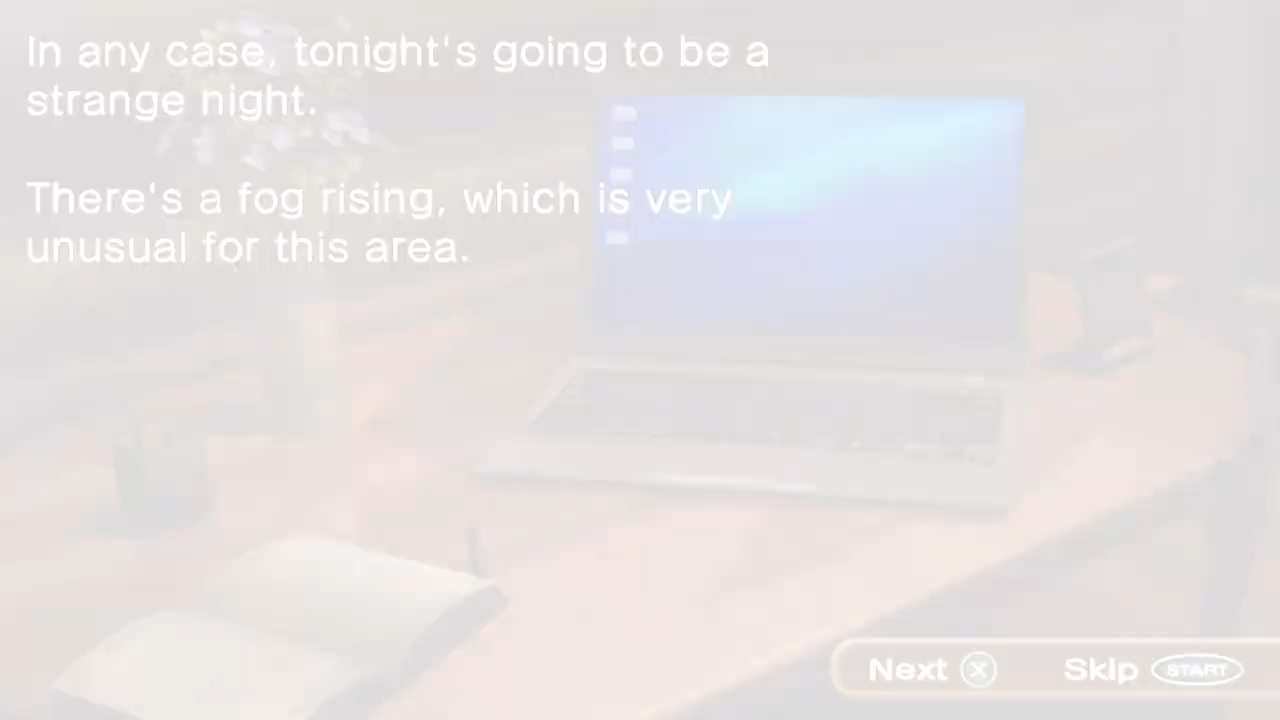 In any case, tonight's going to be a
strange night.
There's a fog rising, which is very
unusual for this area.
Next X Skip START